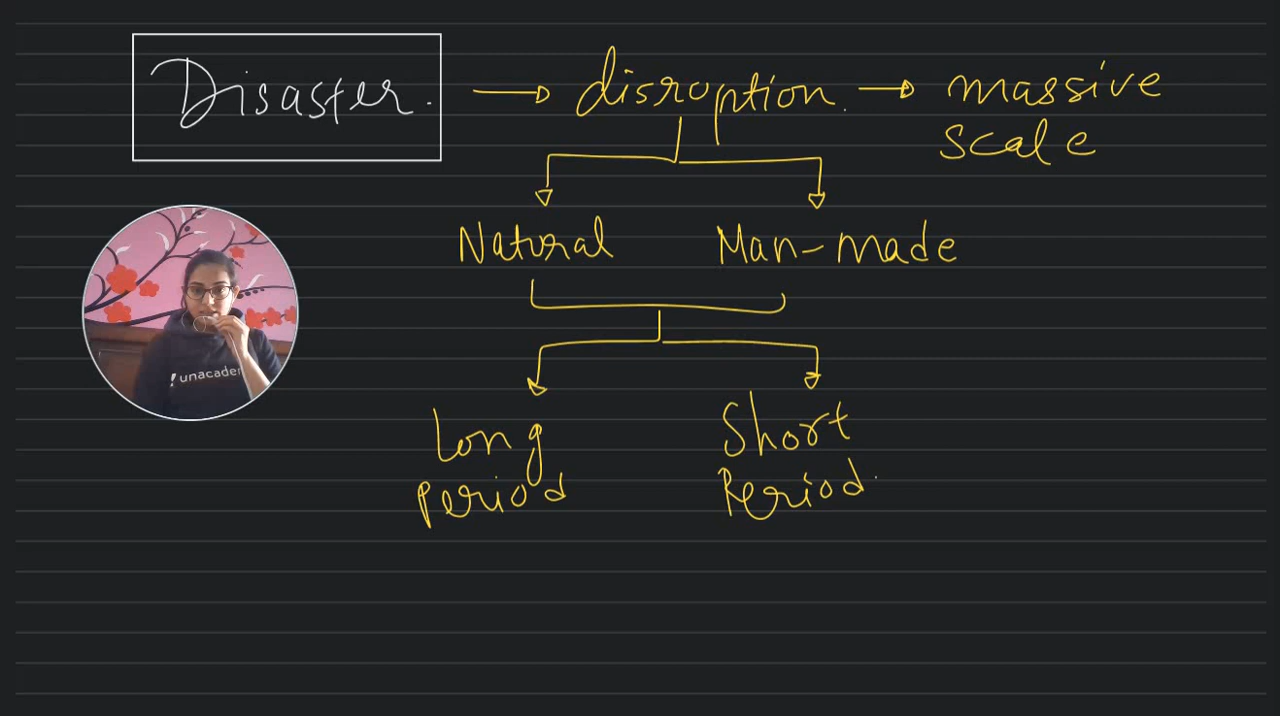 Disaster. → disruption. → massive
scale
Natural Man-made
Long Short
Period Period.
unacade